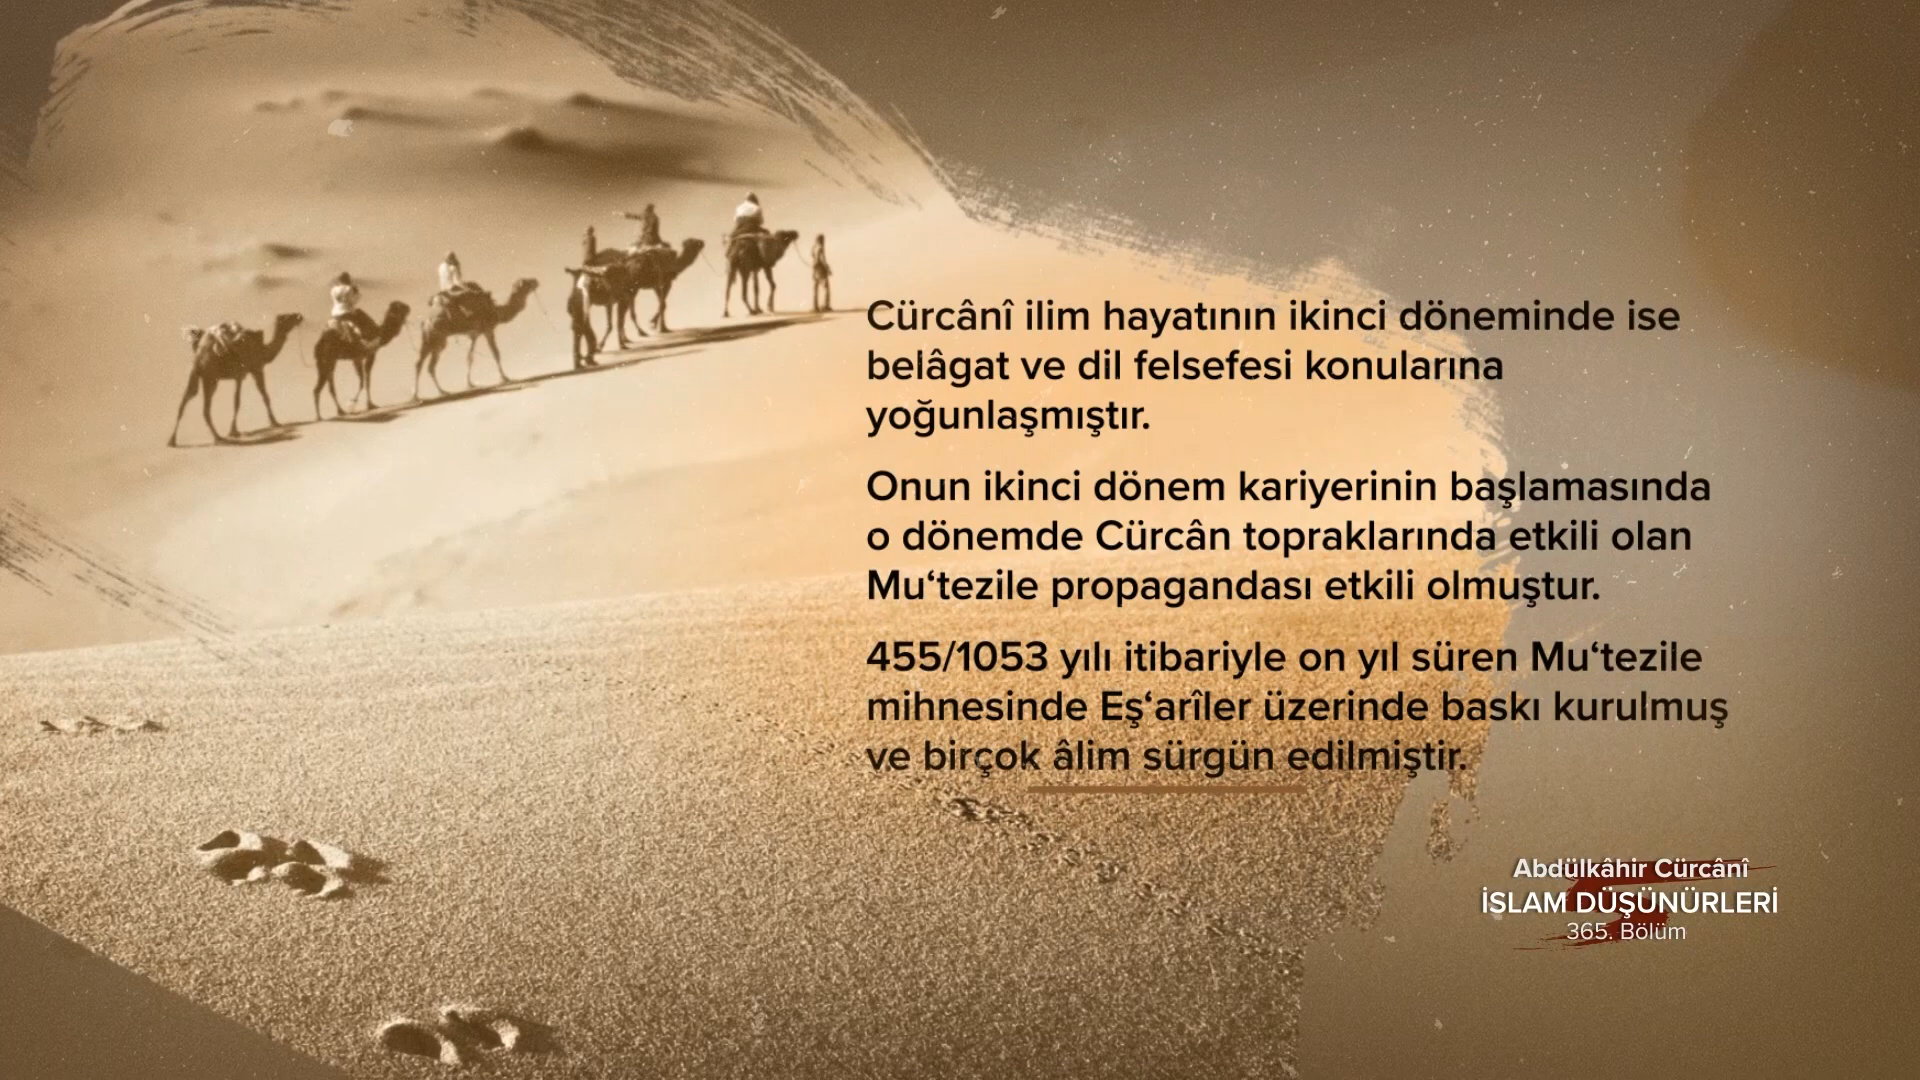 Cürcânî ilim hayatının ikinci döneminde ise
belâgat ve dil felsefesi konularına
yoğunlaşmıştır.
Onun ikinci dönem kariyerinin başlamasında
o dönemde Cürcân topraklarında etkili olan
Mu‘tezile propagandası etkili olmuştur.
455/1053 yılı itibariyle on yıl süren Mu‘tezile
mihnesinde Eş‘arîler üzerinde baskı kurulmuş
ve birçok âlim sürgün edilmiştir.
Abdülkâhir Cürcânî
İSLAM DÜŞÜNÜRLERİ
365. Bölüm